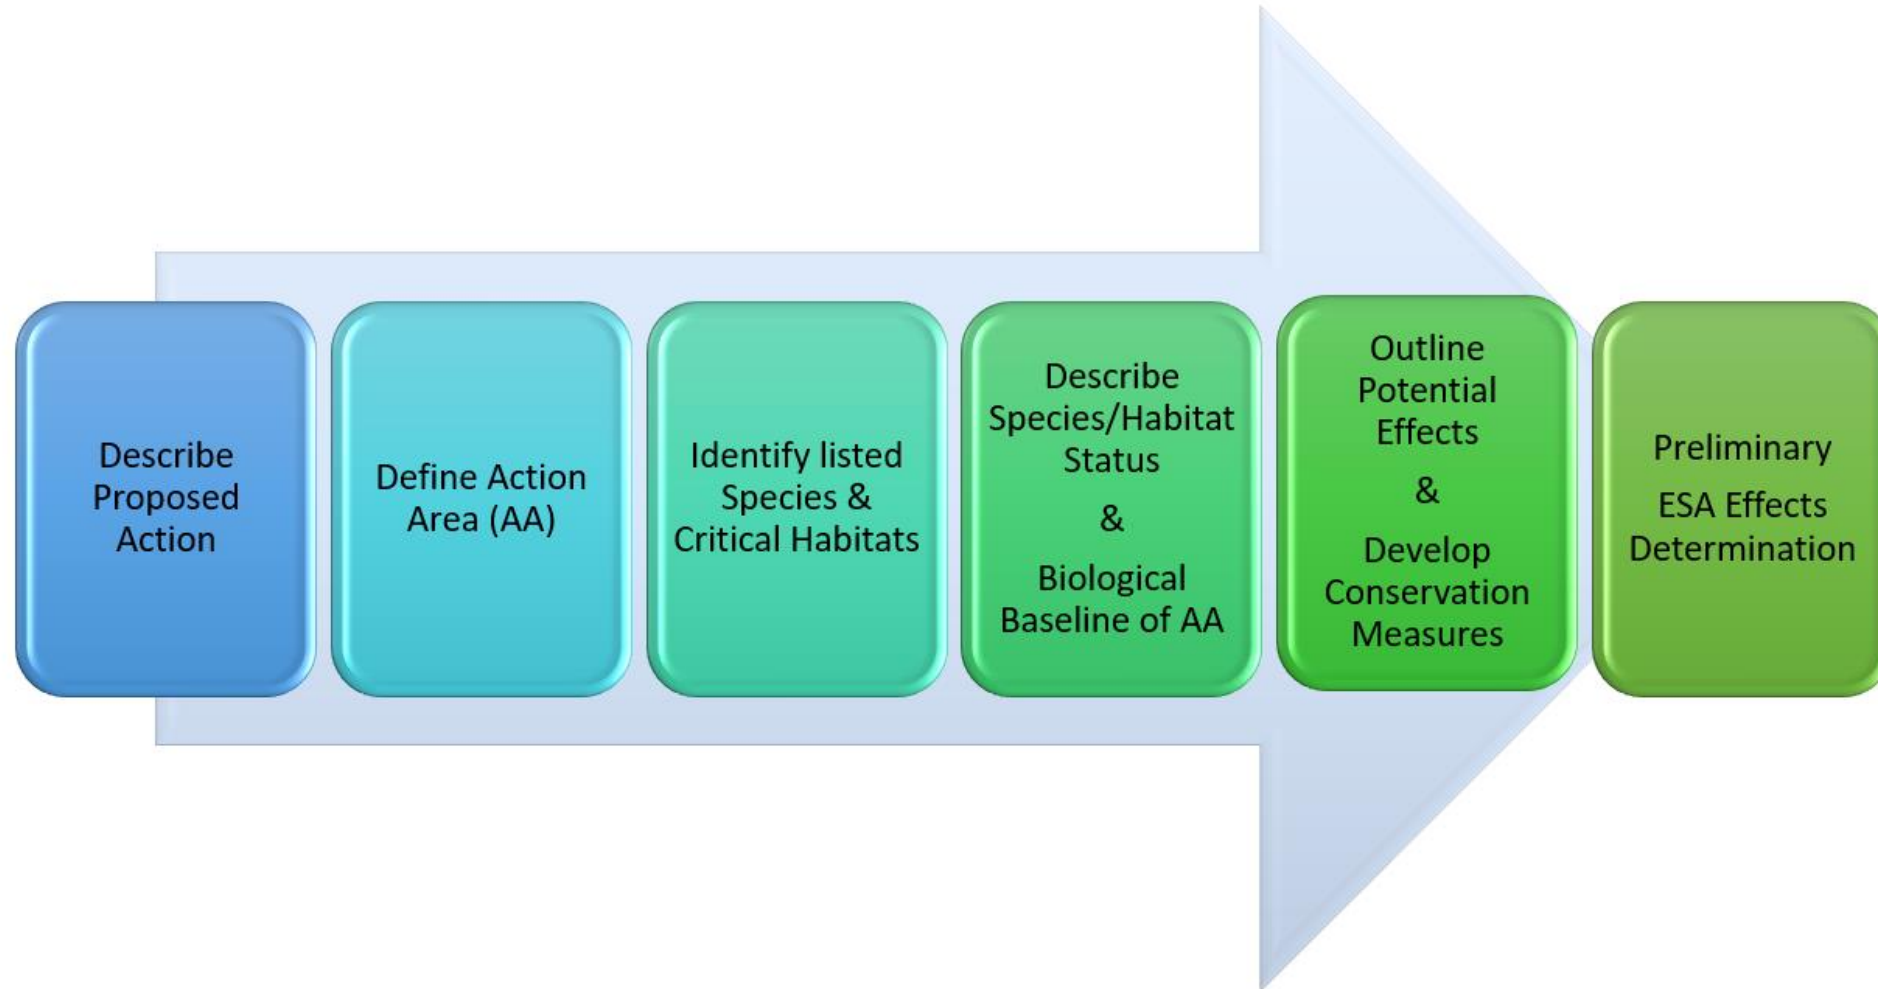 Describe
Proposed
Action
Define Action
Area (AA)
Identify listed
Species &
Critical Habitats
Describe
Species/Habitat
Status
&
Biological
Baseline of AA
Outline
Potential
Effects
&
Develop
Conservation
Measures
Preliminary
ESA Effects
Determination